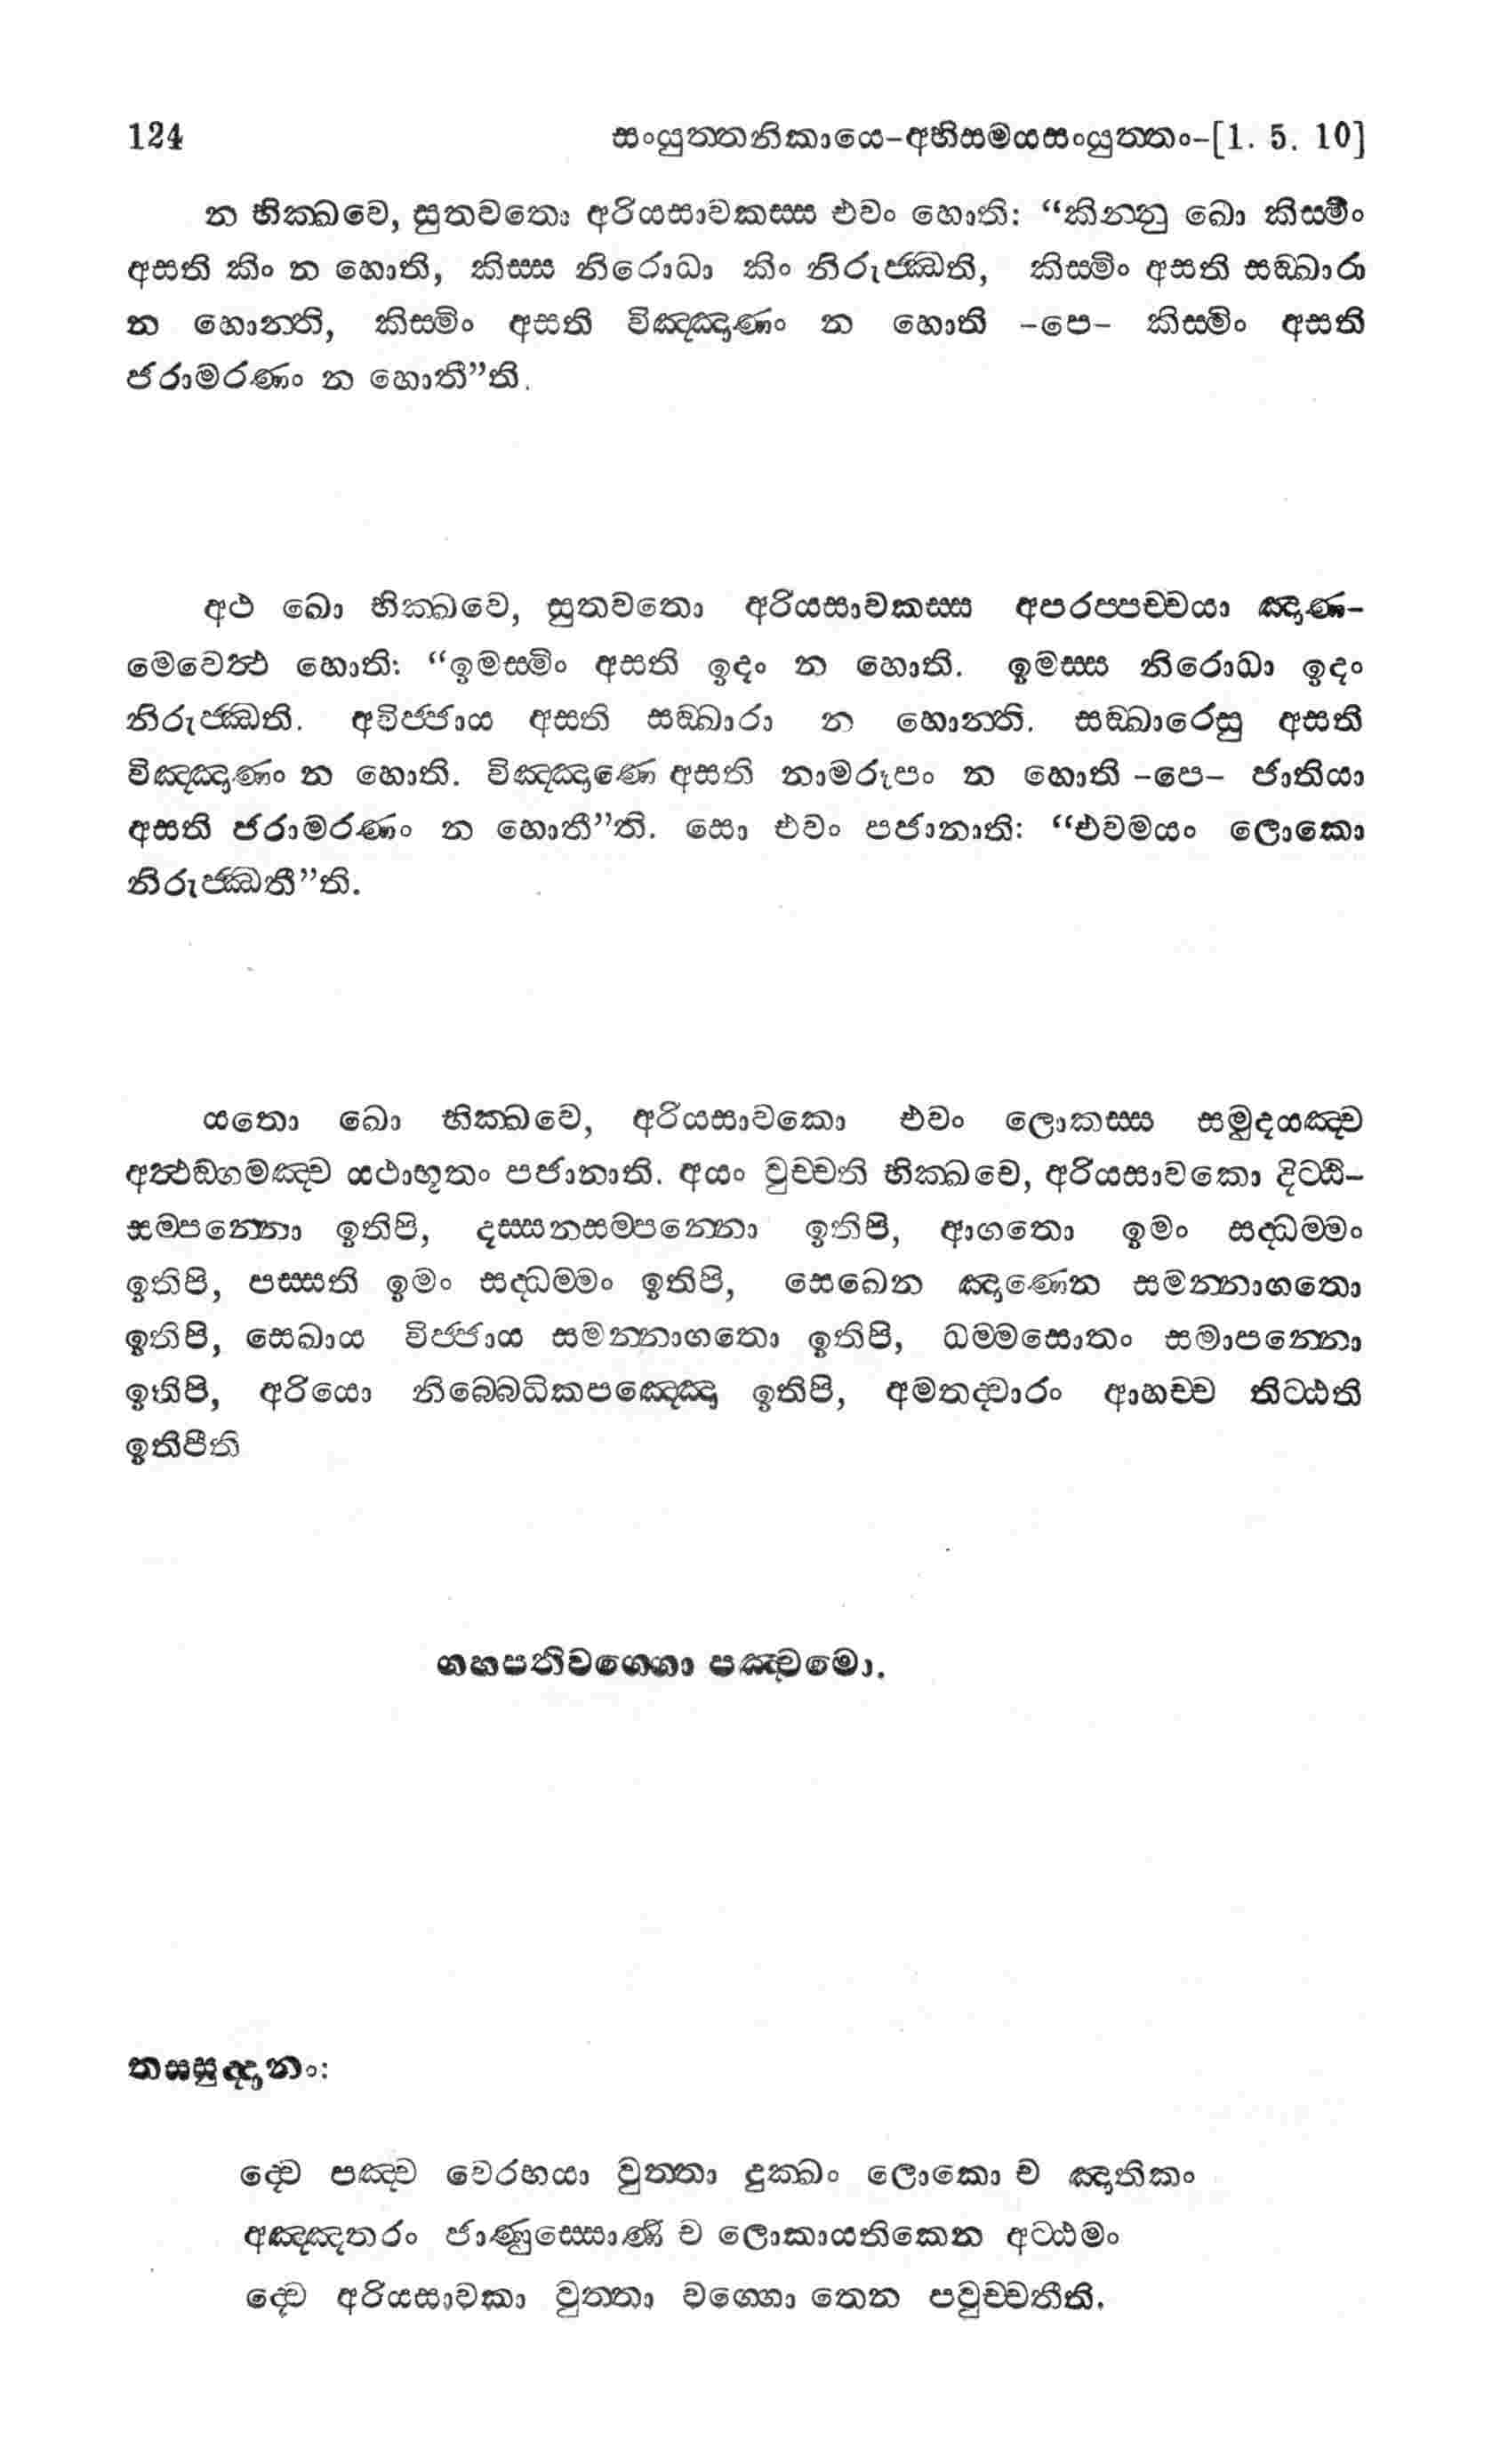 124 සංයුත්තනිකායෙ-අභිසමයසංයුත්තං-[1. 5. 10]
න භික්ඛවෙ, සුතවතො අරියසාවකස්ස එවං හොති: “කින්නු ඛො කිස්මිං
අසති කිං න හොති, කිස්ස නිරොධා කිං නිරුජ්ඣති, කිස්මිං අසති සඞ්ඛාරා
න හොන්ති, කිස්මිං අසති විඤ්ඤාණං න හොති -පෙ- කිස්මිං අසති
ජරාමරණං න හොතී”ති.
අථ ඛො භික්ඛවෙ, සුතවතො අරියසාවකස්ස අපරප්පච්චයා ඤාණ-
මෙවෙත්ථ හොති: “ඉමස්මිං අසති ඉදං න හොති. ඉමස්ස නිරොධා ඉදං
නිරුජ්ඣති. අවිජ්ජාය අසති සඞ්ඛාරා න හොන්ති. සඞ්ඛාරෙසු අසති
විඤ්ඤාණං න හොති. විඤ්ඤාණෙ අසති නාමරූපං න හොති -පෙ- ජාතියා
අසති ජරාමරණං න හොතී”ති. සො එවං පජානාති: “එවමයං ලොකො
නිරුජ්ඣතී”ති.
යතො ඛො භික්ඛවෙ, අරියසාවකො එවං ලොකස්ස සමුදයඤ්ච
අත්ථඞ්ගමඤ්ච යථාභූතං පජානාති. අයං වුච්චති භික්ඛවෙ, අරියසාවකො දිට්ඨි-
සම්පන්නො ඉතිපි, දස්සනසම්පන්නො ඉතිපි, ආගතො ඉමං සද්ධම්මං
ඉතිපි, පස්සති ඉමං සද්ධම්මං ඉතිපි, සෙඛෙන ඤාණෙන සමන්නාගතො
ඉතිපි, සෙඛාය විජ්ජාය සමන්නාගතො ඉතිපි, ධම්මසොතං සමාපන්නො
ඉතිපි, අරියො නිබ්බෙධිකපඤ්ඤො ඉතිපි, අමතද්වාරං ආහච්ච තිට්ඨති
ඉතිපීති
ගහපතිවග්ගො පඤ්චමො.
තස්සුද්දානං:
ද්වෙ පඤ්ච වෙරභයා වුත්තා දුක්ඛං ලොකො ච ඤාතිකං
අඤ්ඤතරං ජාණුස්සොණි ච ලොකායතිකෙන අට්ඨමං
ද්වෙ අරියසාවකා වුත්තා වග්ගො තෙන පවුච්චතීති.